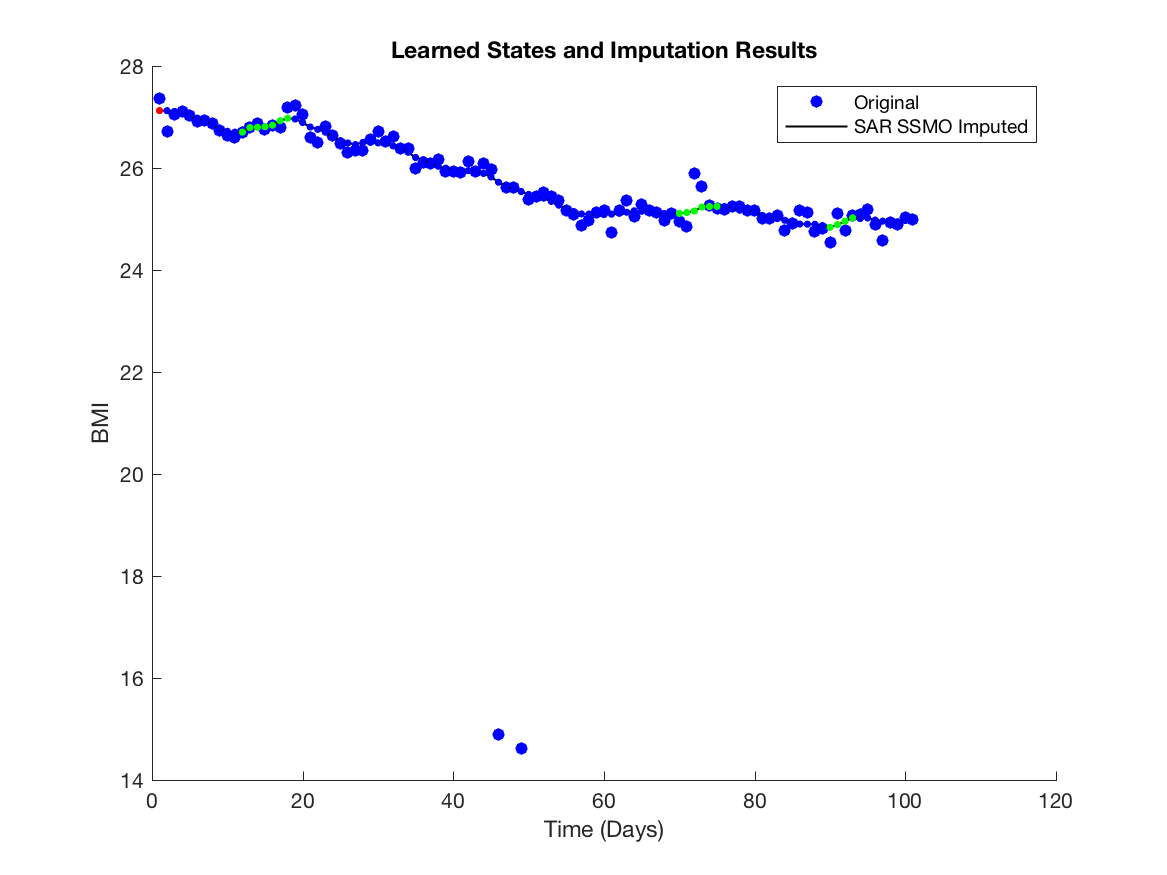 Learned States and Imputation Results
28
26
24
22
20
18
16
14
BMI
Original
SAR SSMO Imputed
0 20 40 60 80 100 120
Time (Days)